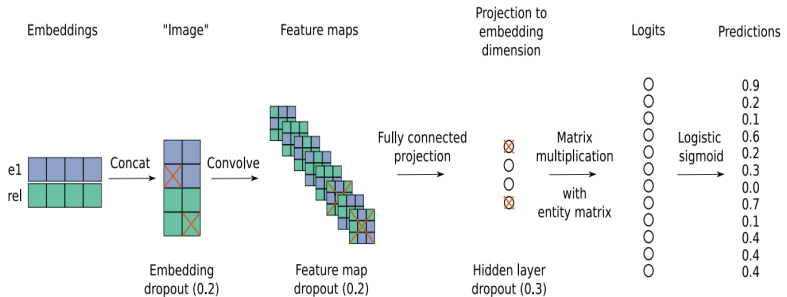 Embeddings
"Image"
Feature maps
Projection to
embedding
dimension
Logits
Predictions
e1
rel
Concat
Convolve
Fully connected
projection
Matrix
multiplication
with
entity matrix
Logistic
sigmoid
0.9
0.2
0.1
0.6
0.2
0.3
0.0
0.7
0.1
0.4
0.4
0.4
Embedding
dropout (0.2)
Feature map
dropout (0.2)
Hidden layer
dropout (0.3)